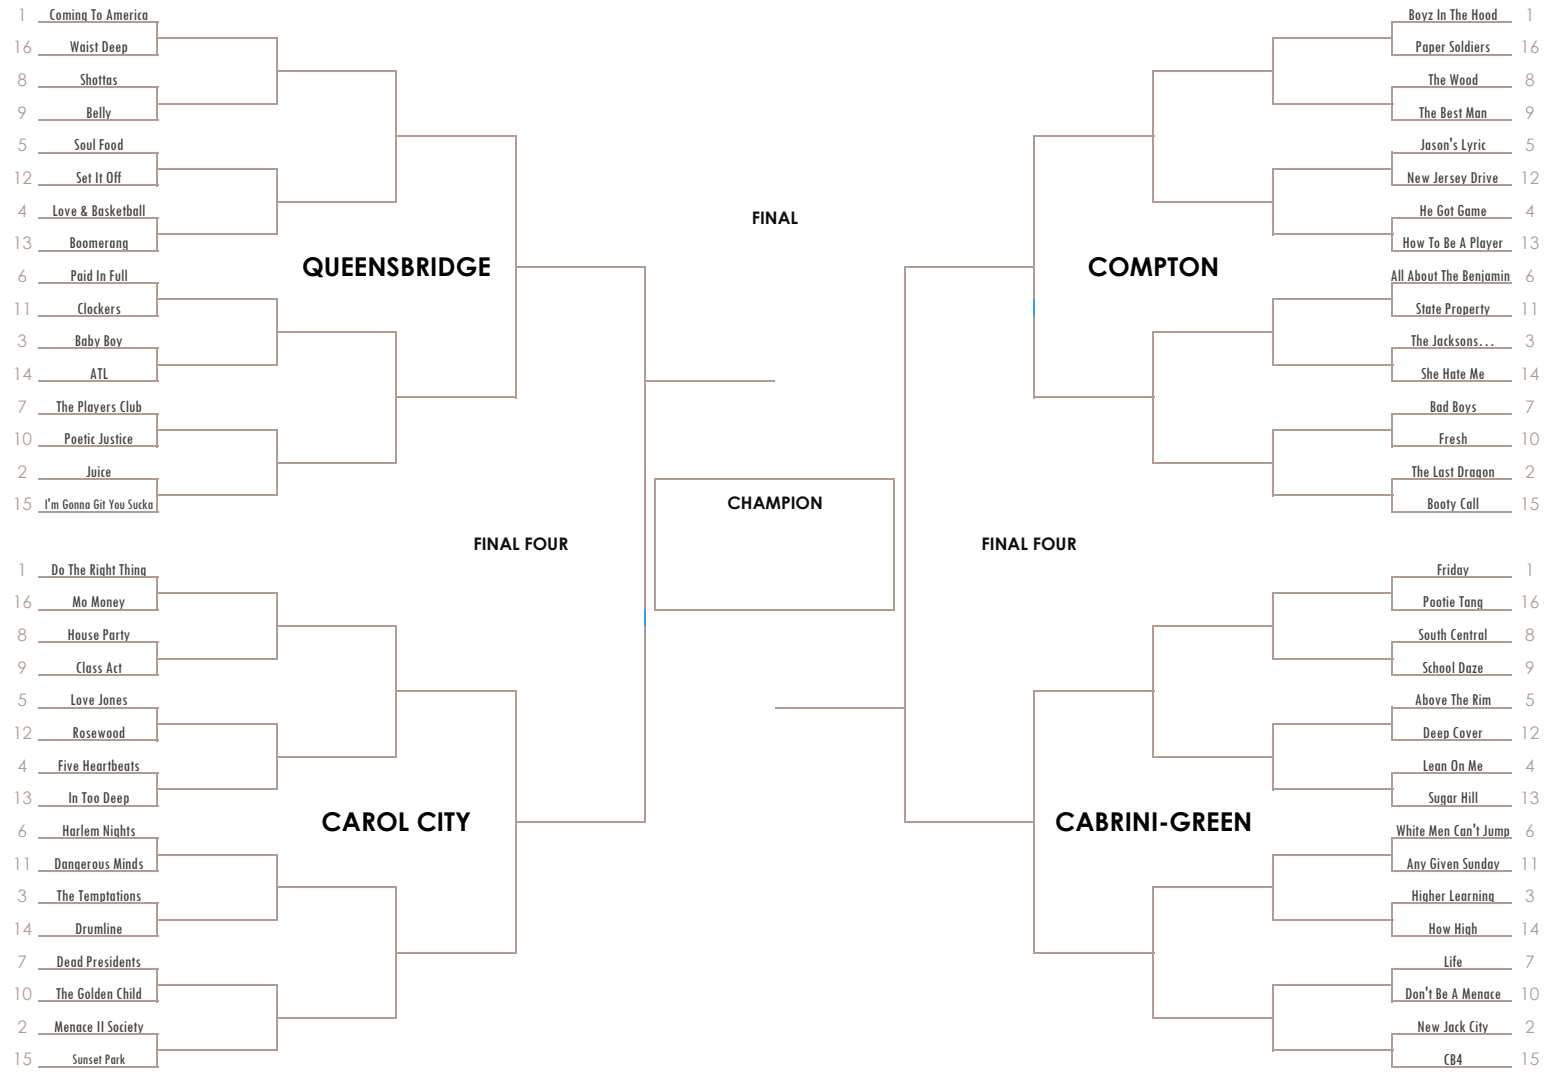 1 Coming To America
16 Waist Deep
8 Shottas
9 Belly
5 Soul Food
12 Set It Off
4 Love & Basketball
13 Boomerang
6 Paid In Full
11 Clockers
3 Baby Boy
14 ATL
7 The Players Club
10 Poetic Justice
2 Juice
15 I'm Gonna Git You Sucka
QUEENSBRIDGE
1 Do The Right Thing
16 Mo Money
8 House Party
9 Class Act
5 Love Jones
12 Rosewood
4 Five Heartbeats
13 In Too Deep
6 Harlem Nights
11 Dangerous Minds
3 The Temptations
14 Drumline
7 Dead Presidents
10 The Golden Child
2 Menace II Society
15 Sunset Park
CAROL CITY
FINAL FOUR
FINAL
CHAMPION
FINAL FOUR
COMPTON
Boyz In The Hood 1
Paper Soldiers 16
The Wood 8
The Best Man 9
Jason's Lyric 5
New Jersey Drive 12
He Got Game 4
How To Be A Player 13
All About The Benjamin 6
State Property 11
The Jacksons... 3
She Hate Me 14
Bad Boys 7
Fresh 10
The Last Dragon 2
Booty Call 15
CABRINI-GREEN
Friday 1
Pootie Tang 16
South Central 8
School Daze 9
Above The Rim 5
Deep Cover 12
Lean On Me 4
Sugar Hill 13
White Men Can't Jump 6
Any Given Sunday 11
Higher Learning 3
How High 14
Life 7
Don't Be A Menace 10
New Jack City 2
CB4 15